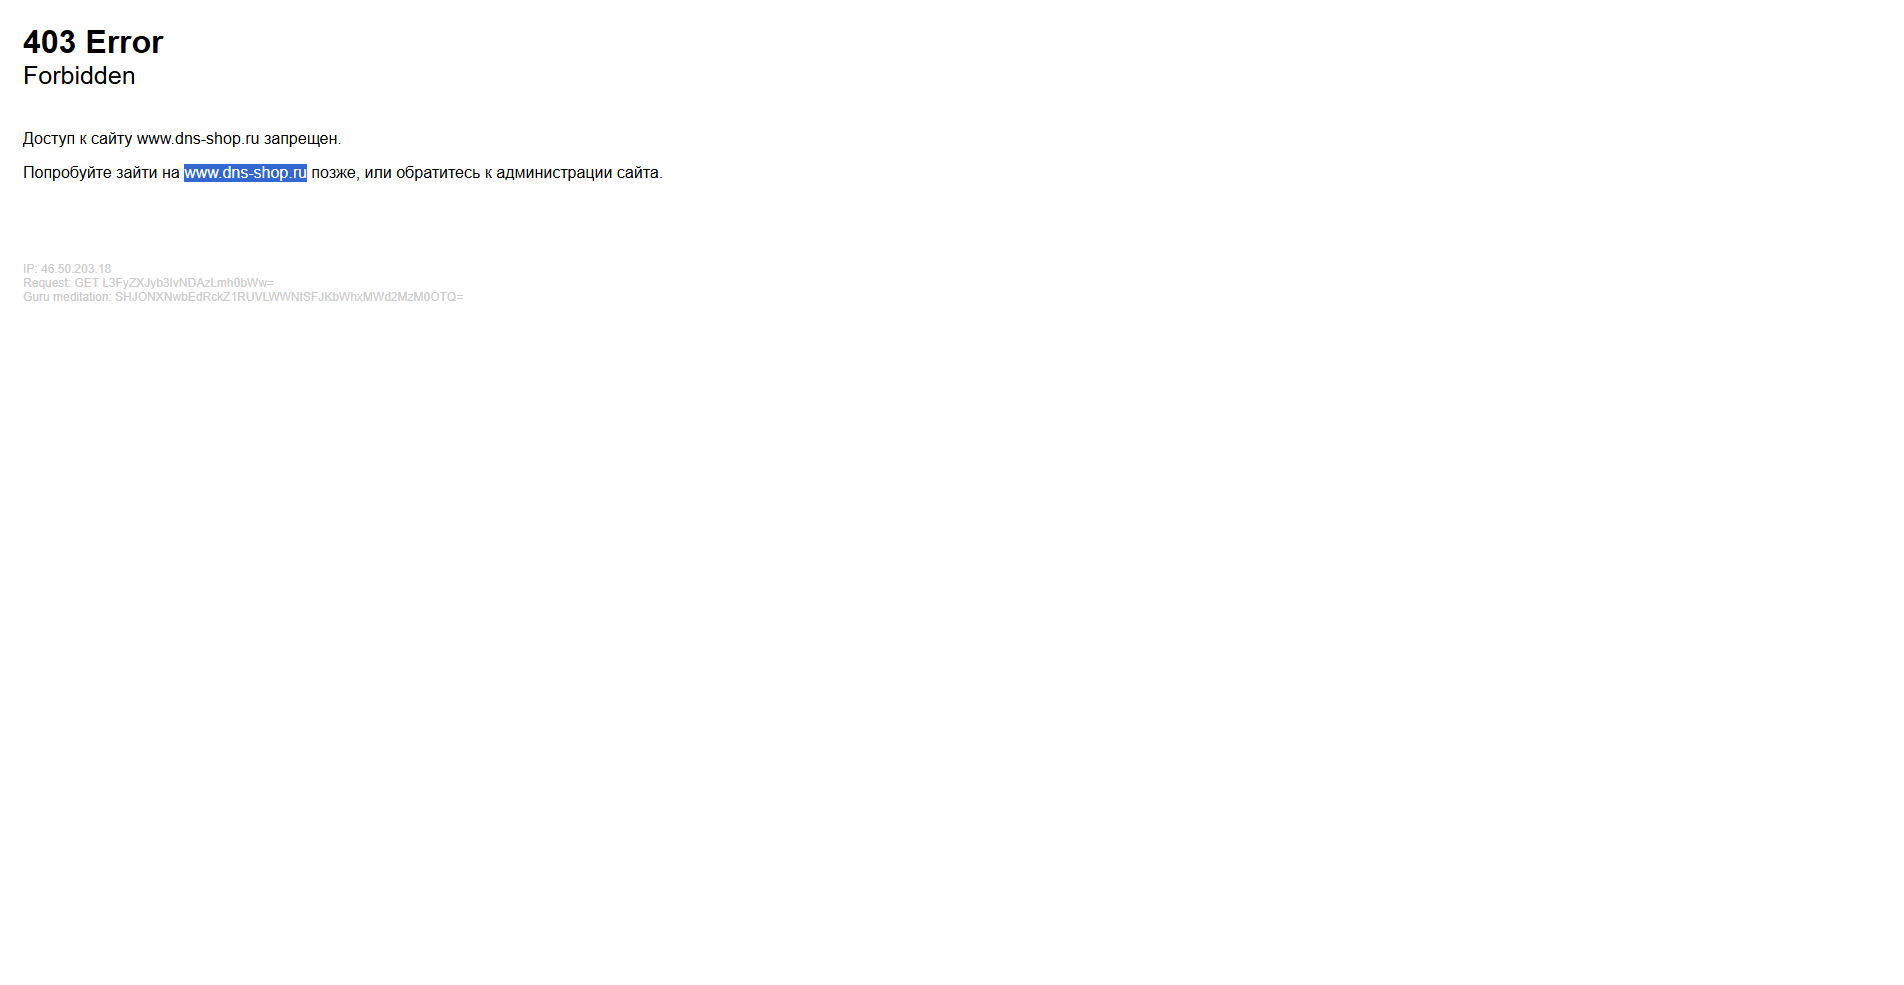 403 Error
Forbidden
Доступ к сайту www.dns-shop.ru запрещен.
Попробуйте зайти на www.dns-shop.ru позже, или обратитесь к администрации сайта.
IP: 46.50.203.18
Request: GET L3FyZXJyb3IvNDAzLmh0bWw=
Guru meditation: SHJONXNwbEdRckZ1RUVLWWNtSFJKbWhxMWd2MzM0OTQ=